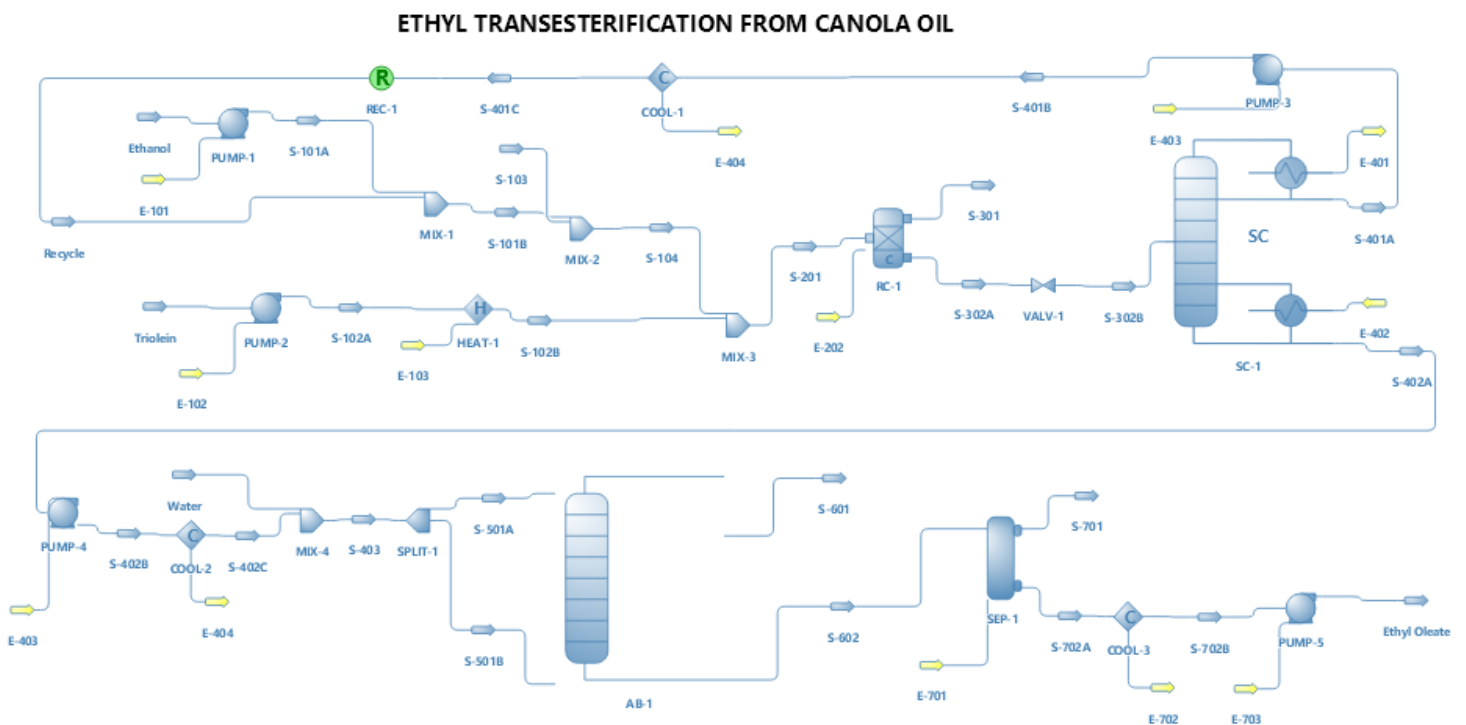 ETHYL TRANSESTERIFICATION FROM CANOLA OIL
R
C
REC-1
S-401C
COOL-1
S-401B
PUMP-3
E-403
E-404
E-401
Ethanol
PUMP-1
S-101A
S-103
E-101
MIX-1
S-101B
MIX-2
S-104
S-301
S-401A
SC
Recycle
S-201
C
RC-1
S-302A
VALV-1
S-302B
E-402
Triolein
PUMP-2
S-102A
H
HEAT-1
S-102B
MIX-3
E-202
SC-1
S-402A
E-102
E-103
Water
S-501A
S-601
S-701
PUMP-4
S-402B
C
COOL-2
S-402C
MIX-4
S-403
SPLIT-1
E-403
E-404
S-501B
S-602
SEP-1
S-702A
C
COOL-3
S-702B
PUMP-5
Ethyl Oleate
AB-1
E-701
E-702
E-703